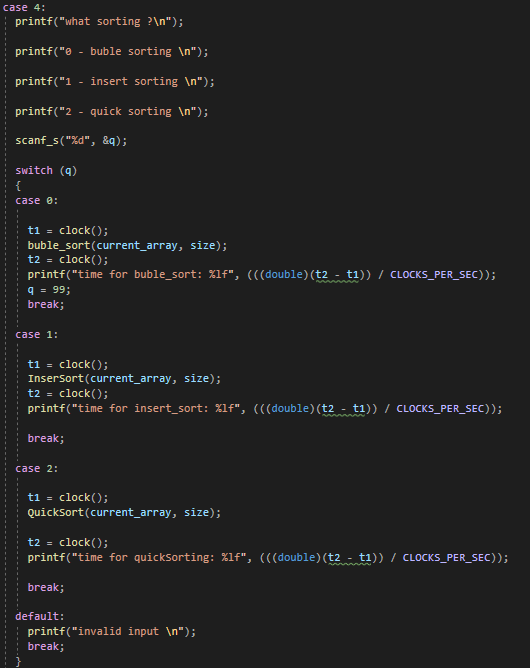 case 4:
printf("what sorting ?\n");
printf("0 - buble sorting \n");
printf("1 - insert sorting \n");
printf("2 - quick sorting \n");
scanf_s("%d", &q);
switch (q)
{
case 0:
t1 = clock();
buble_sort(current_array, size);
t2 = clock();
printf("time for buble_sort: %lf", (((double)(t2 - t1)) / CLOCKS_PER_SEC));
q = 99;
break;
case 1:
t1 = clock();
InserSort(current_array, size);
t2 = clock();
printf("time for insert_sort: %lf", (((double)(t2 - t1)) / CLOCKS_PER_SEC));
break;
case 2:
t1 = clock();
QuickSort(current_array, size);
t2 = clock();
printf("time for quickSorting: %lf", (((double)(t2 - t1)) / CLOCKS_PER_SEC));
break;
default:
printf("invalid input \n");
break;
}